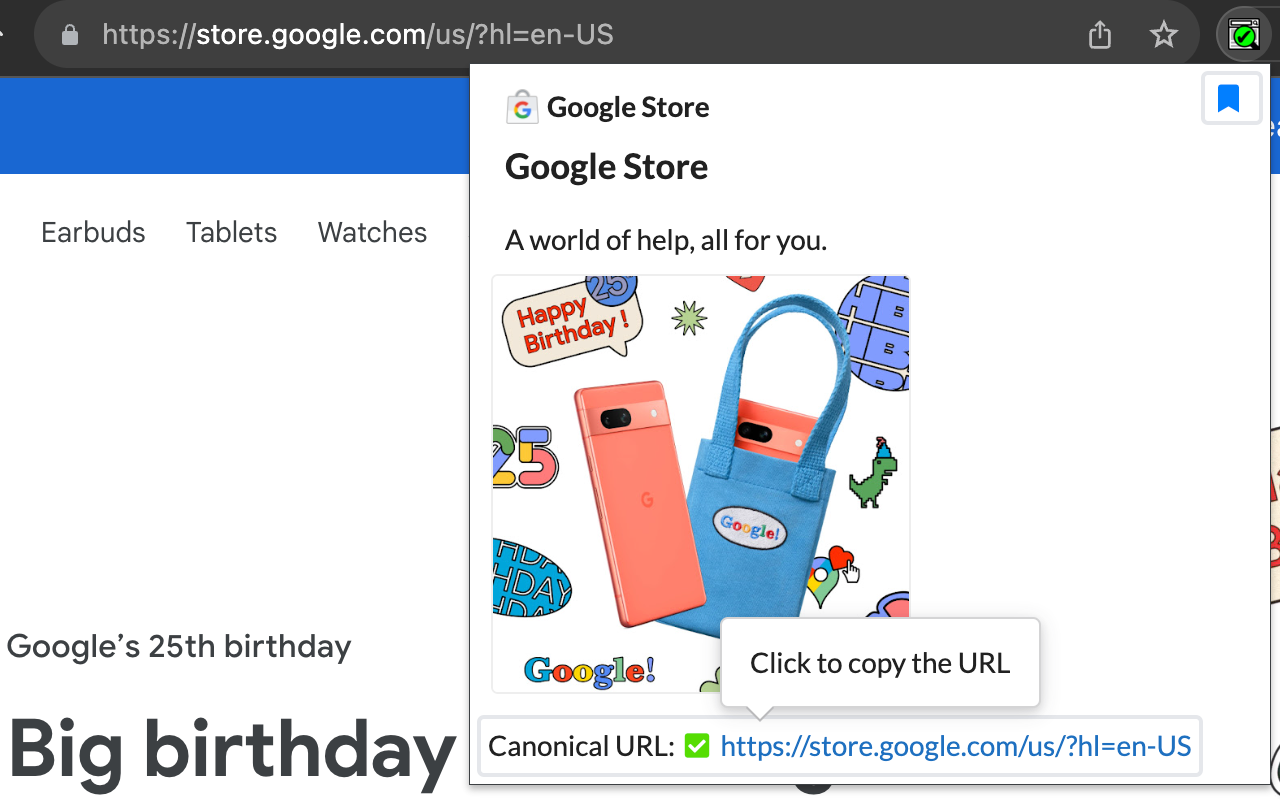 https://store.google.com/us/?hl=en-US
Google Store
Google Store
Earbuds Tablets Watches
A world of help, all for you.
25
Happy
Birthday !
25
G
Google!
HDAY
Google!
Click to copy the URL
Google’s 25th birthday
Big birthday
Canonical URL: ✅ https://store.google.com/us/?hl=en-US